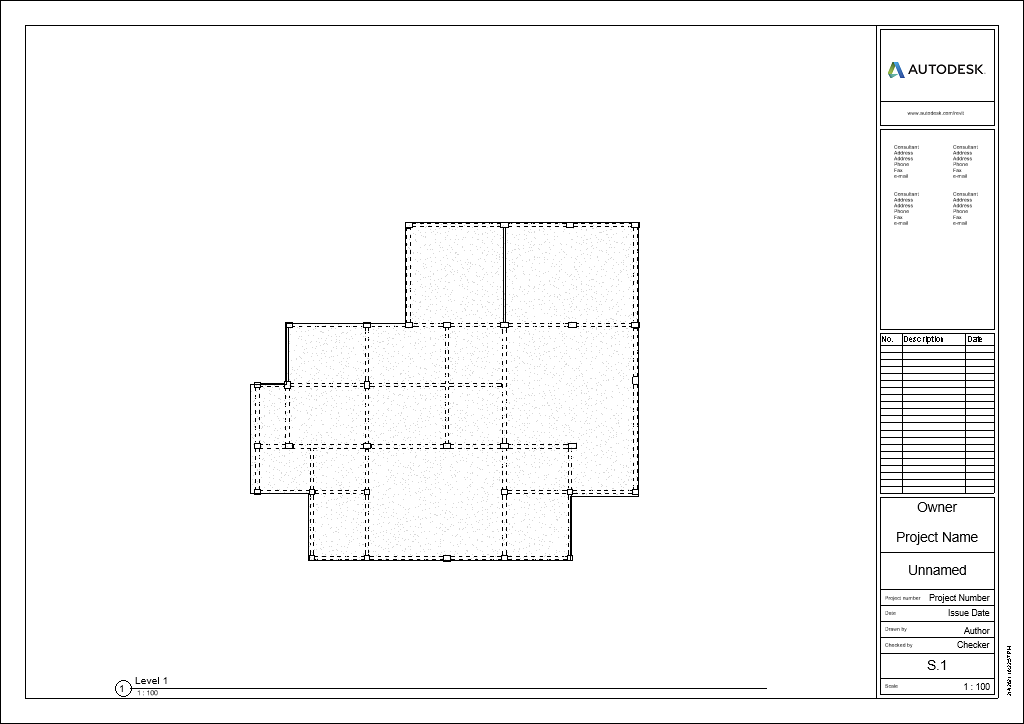 AUTODESK.
www.autodesk.com/revit
Consultant
Address
Address
Phone
Fax
e-mail
Consultant
Address
Address
Phone
Fax
e-mail
Consultant
Address
Address
Phone
Fax
e-mail
Consultant
Address
Address
Phone
Fax
e-mail
No. Description Date
Owner
Project Name
Unnamed
Project number Project Number
Date Issue Date
Drawn by Author
Checked by Checker
S.1
Scale 1 : 100
1 Level 1
1 : 100